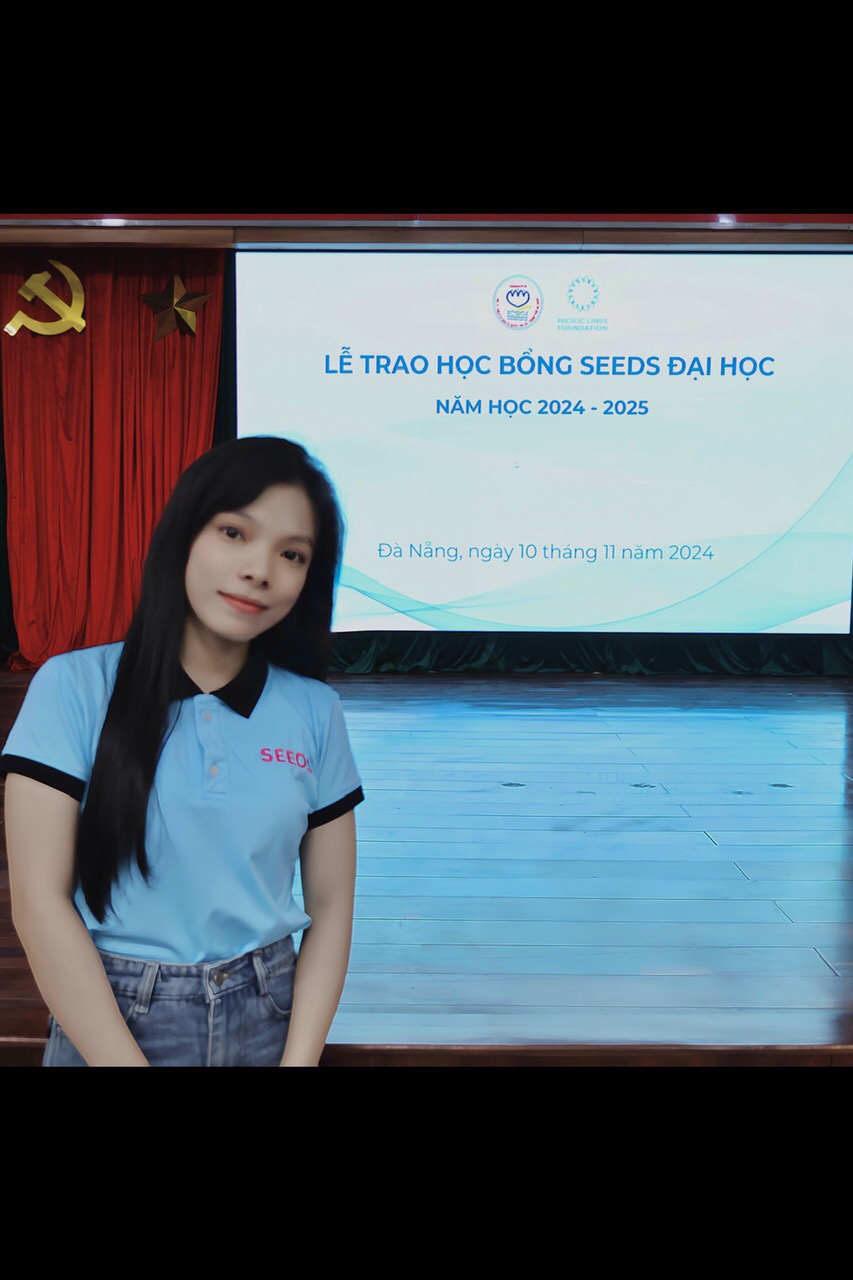 PACIFIC LINKS
FOUNDATION
LỄ TRAO HỌC BỔNG SEEDS ĐẠI HỌC
NĂM HỌC 2024 - 2025
Đà Nẵng, ngày 10 tháng 11 năm 2024
SEEDS